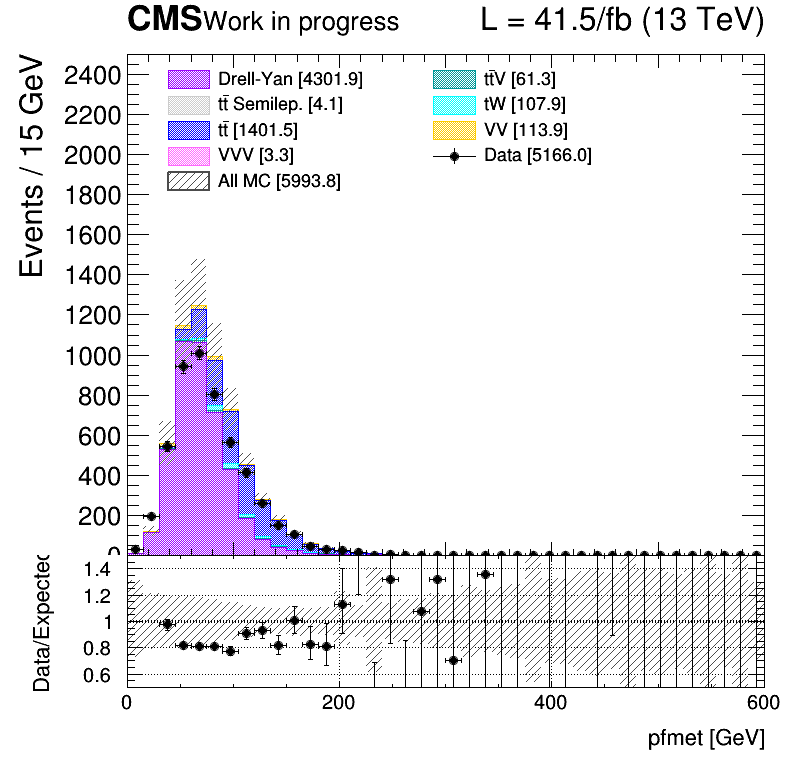 CMS Work in progress L = 41.5/fb (13 TeV)
Events / 15 GeV
2400
2200
2000
1800
1600
1400
1200
1000
800
600
400
200
0
Drell-Yan [4301.9]
tt̄ Semilep. [4.1]
tt̄ [1401.5]
VVV [3.3]
All MC [5993.8]
tt̄V [61.3]
tW [107.9]
VV [113.9]
Data [5166.0]
Data/Expected
1.4
1.2
1
0.8
0.6
0 200 400 600
pfmet [GeV]